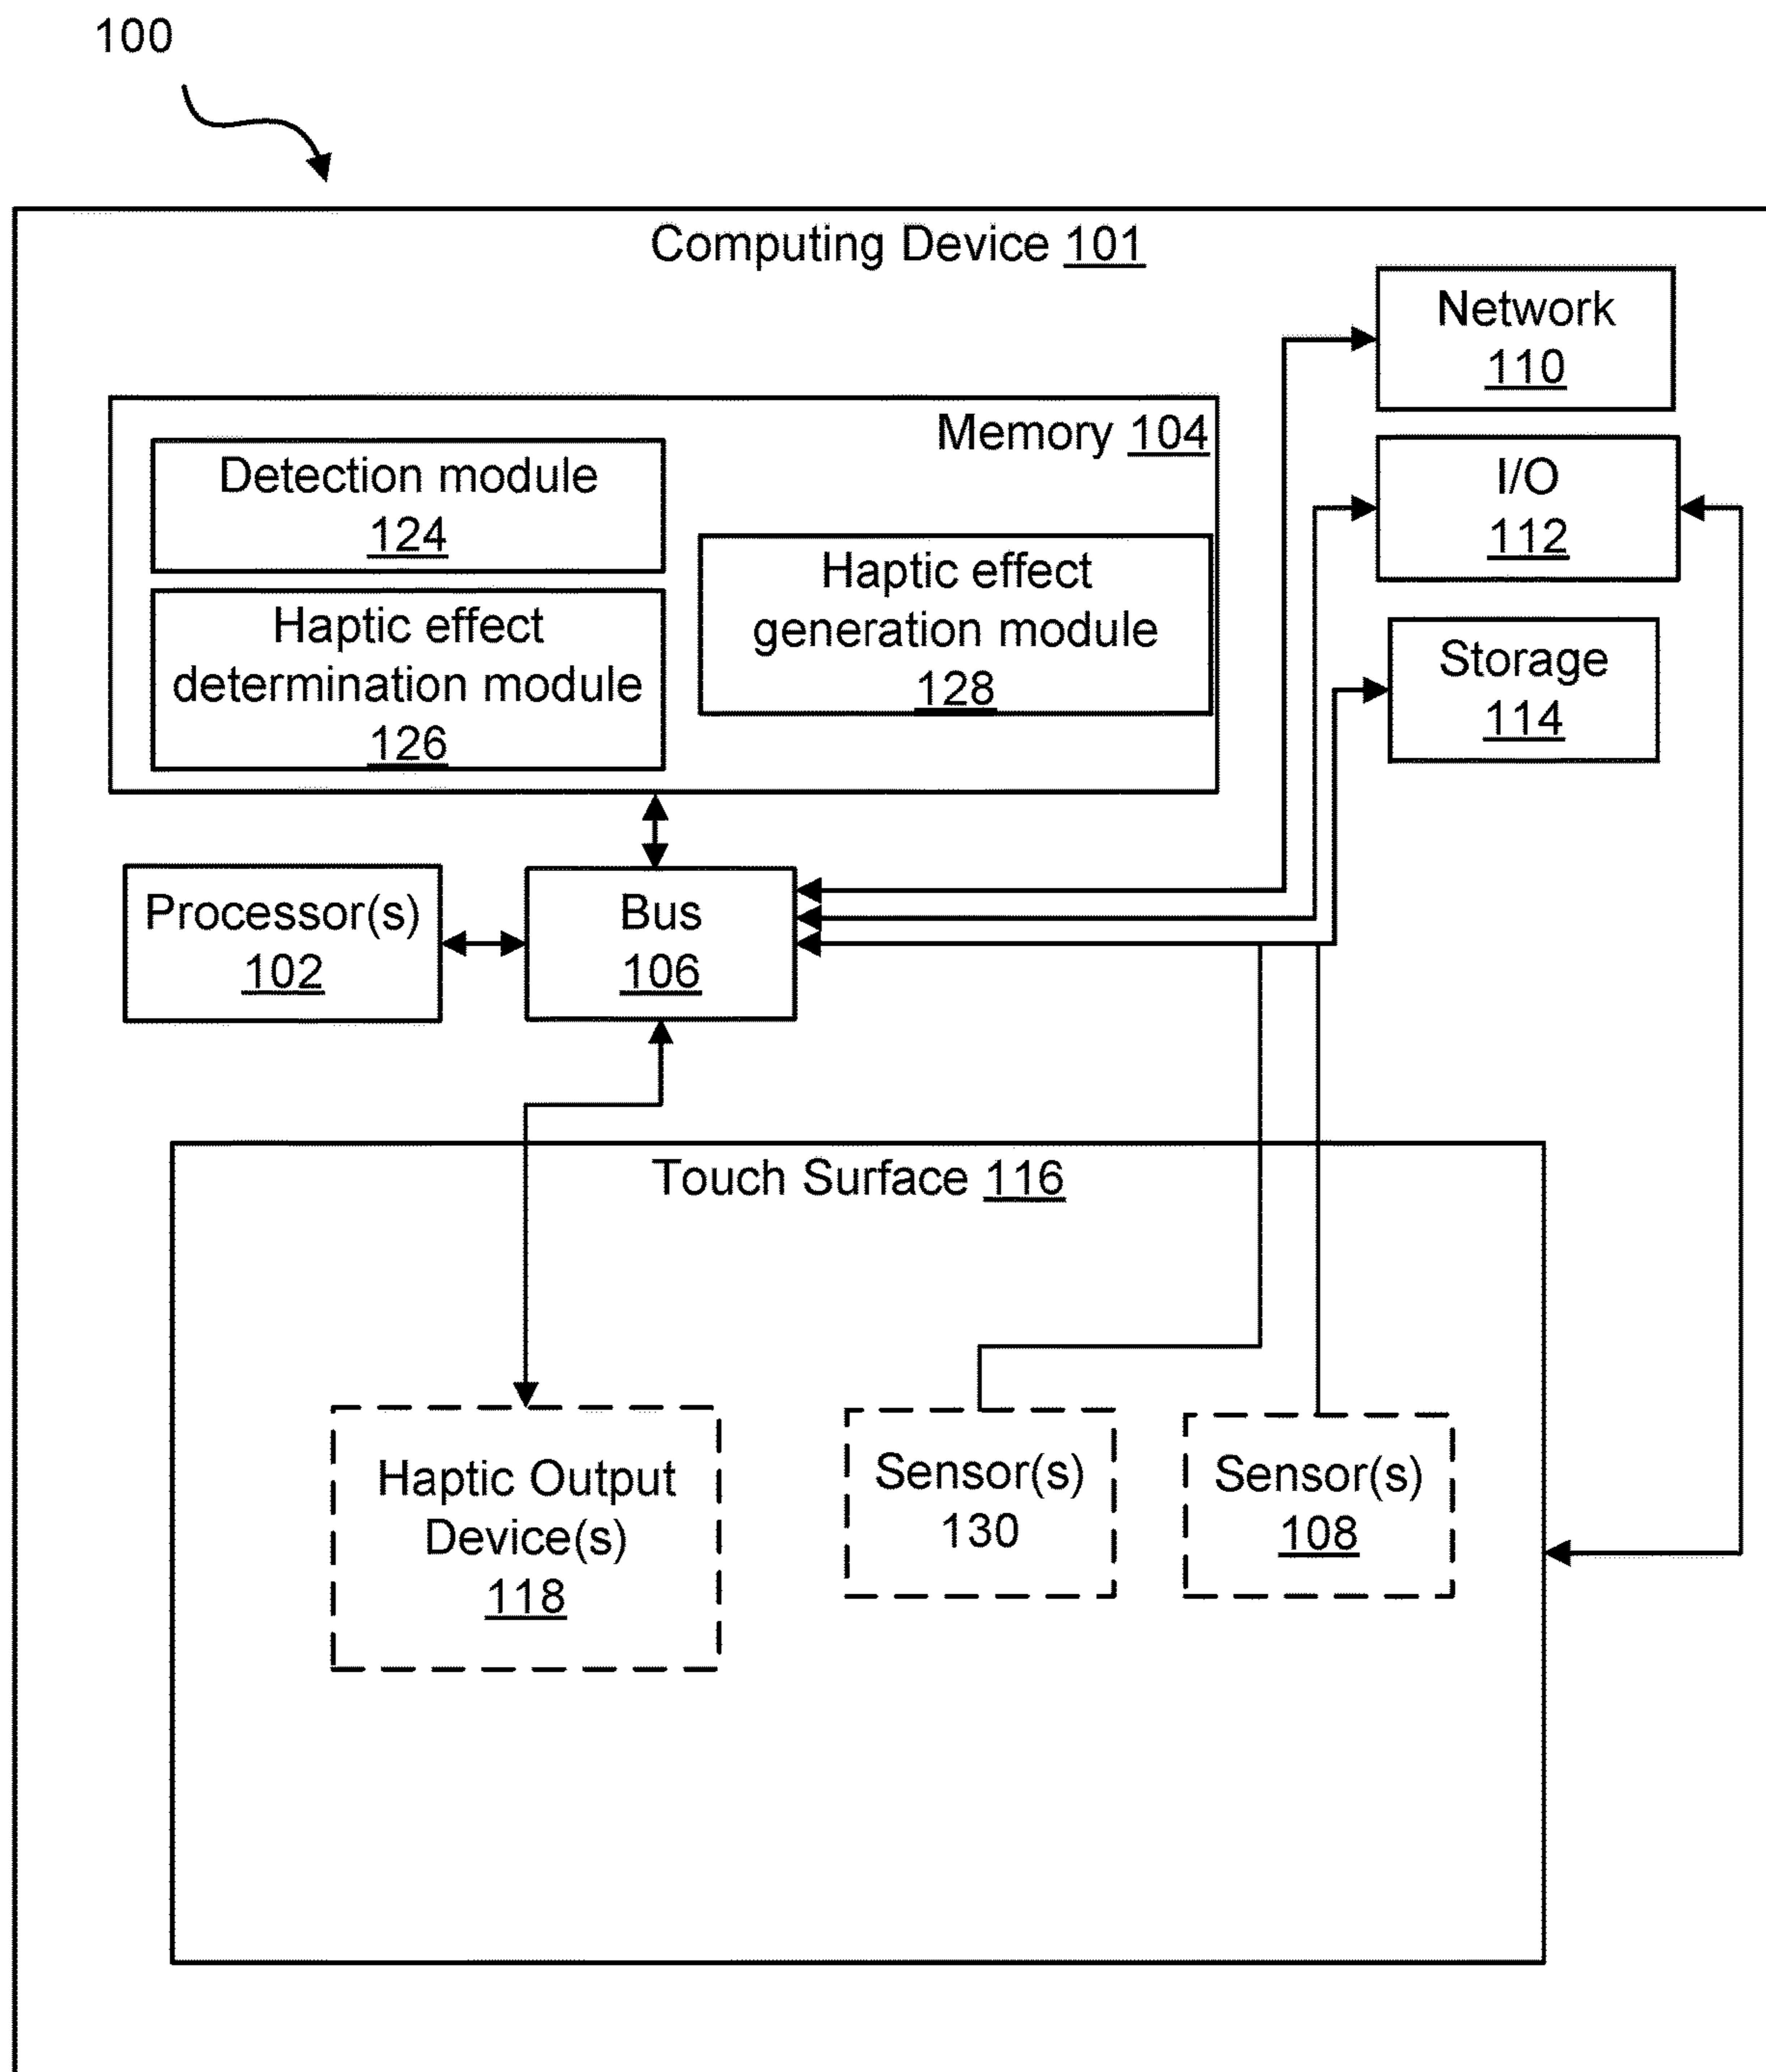 100
Computing Device 101
Network
110
Memory 104
Detection module
124
I/O
112
Haptic effect
generation module
128
Haptic effect
determination module
126
Storage
114
Processor(s)
102
Bus
106
Touch Surface 116
Haptic Output
Device(s)
118
Sensor(s)
130
Sensor(s)
108